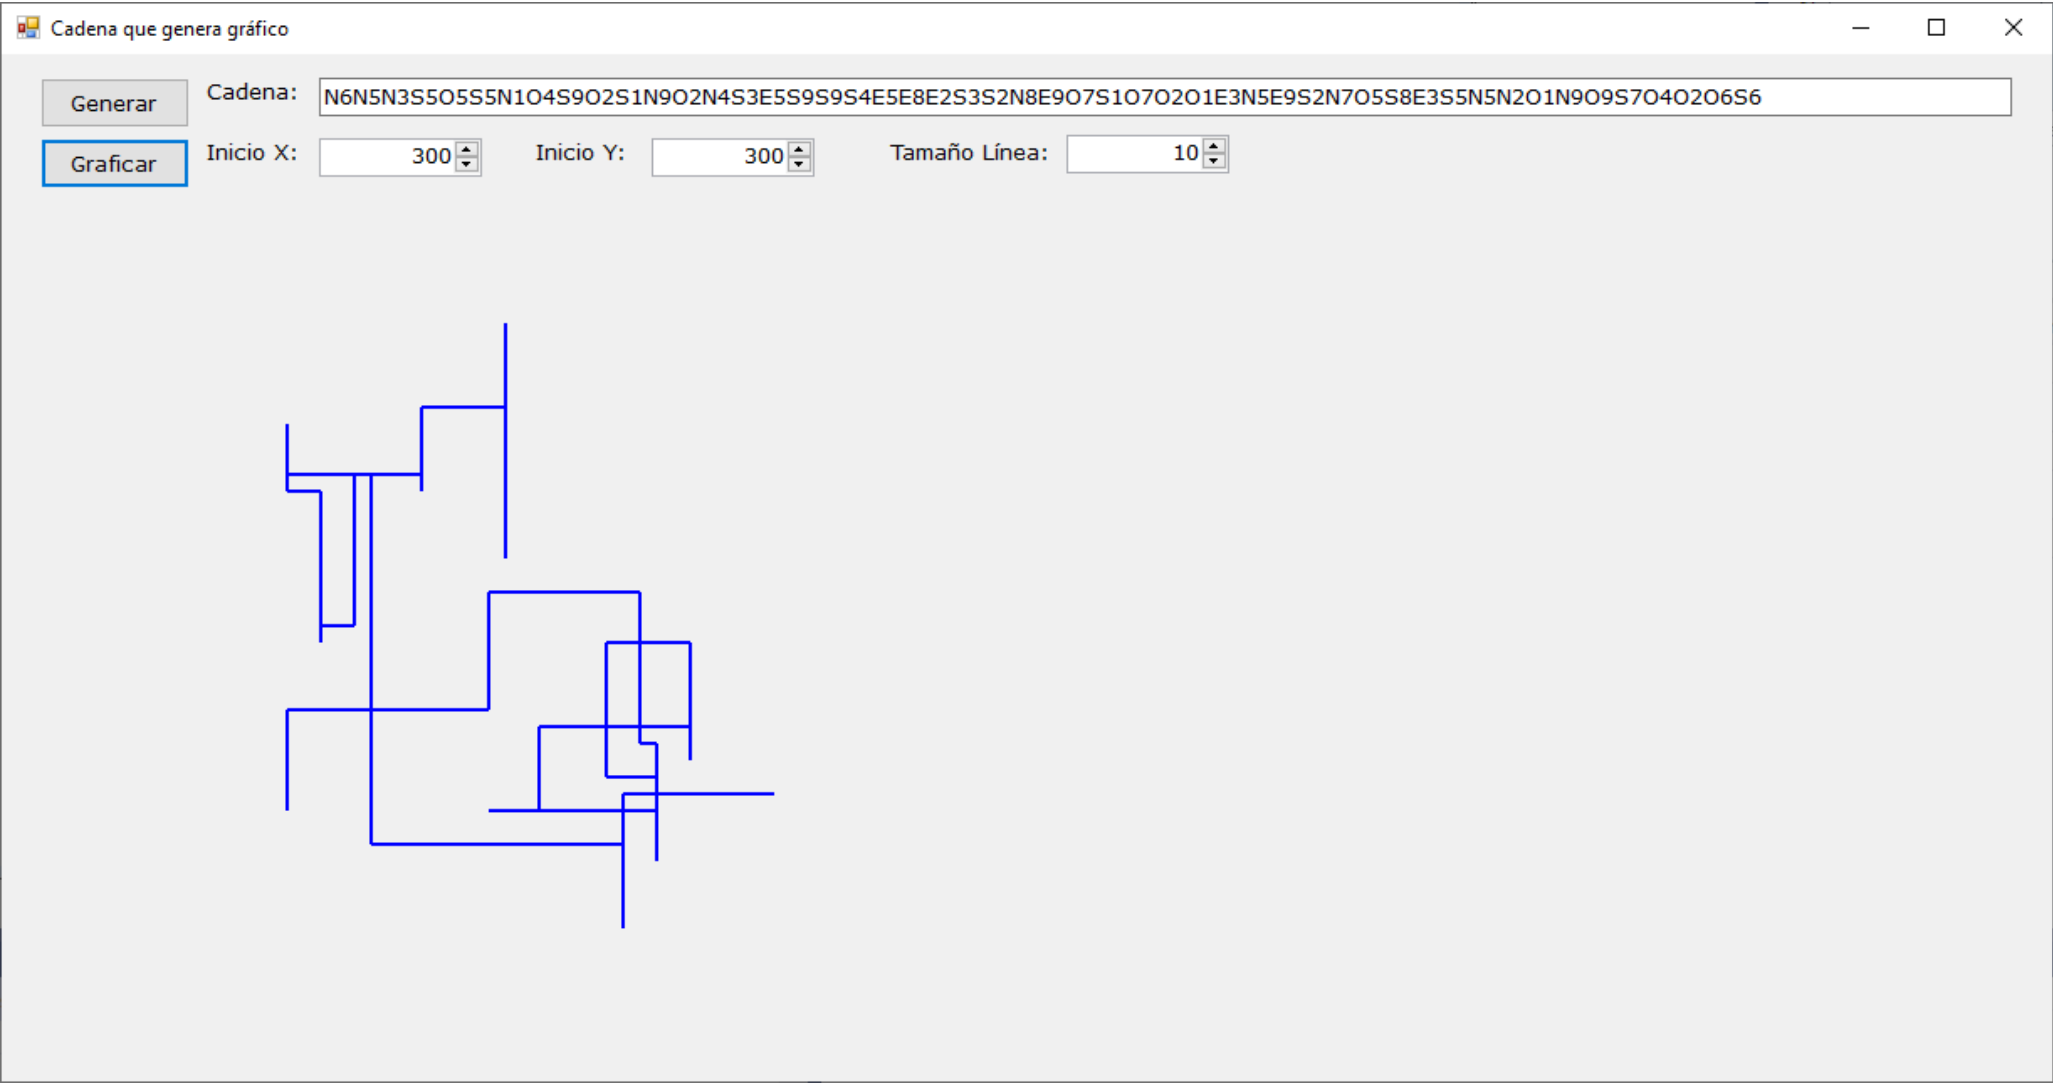 Cadena que genera gráfico
Generar Cadena: N6N5N3S5O5S5N1O4S9O2S1N9O2N4S3E5S9S9S4E5E8E2S3S2N8E9O7S1O7O2O1E3N5E9S2N7O5S8E3S5N5N2O1N9O9S7O4O2O6S6
Graficar Inicio X: 300 Inicio Y: 300 Tamaño Línea: 10